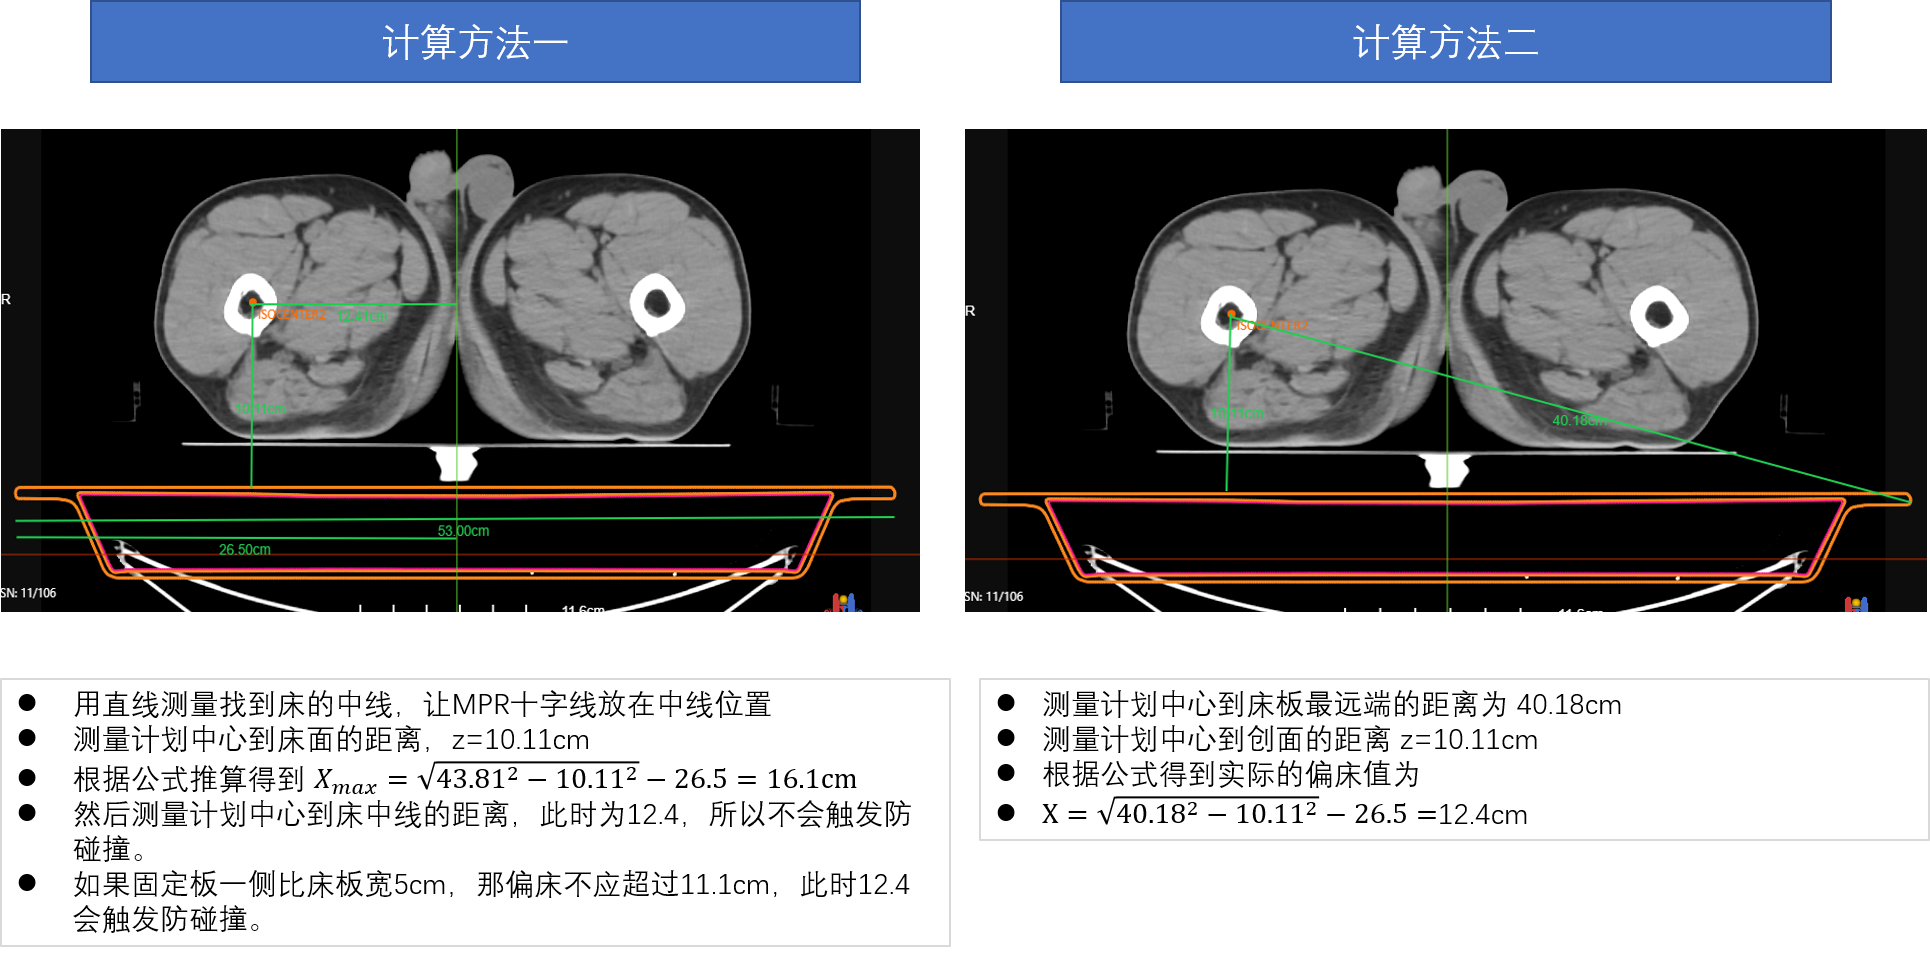 计算方法一
计算方法二
R
ISOCENTER2
12.41cm
10.11cm
53.00cm
26.50cm
SN: 11/106
11.6cm
R
ISOCENTER2
10.11cm
40.18cm
SN: 11/106
11.6cm
● 用直线测量找到床的中线，让MPR十字线放在中线位置
● 测量计划中心到床面的距离，z=10.11cm
● 根据公式推算得到 Xmax = √(43.81² − 10.11²) − 26.5 = 16.1cm
● 然后测量计划中心到床中线的距离，此时为12.4，所以不会触发防
碰撞。
● 如果固定板一侧比床板宽5cm，那偏床不应超过11.1cm，此时12.4
会触发防碰撞。
● 测量计划中心到床板最远端的距离为 40.18cm
● 测量计划中心到创面的距离 z=10.11cm
● 根据公式得到实际的偏床值为
● X = √(40.18² − 10.11²) − 26.5 =12.4cm